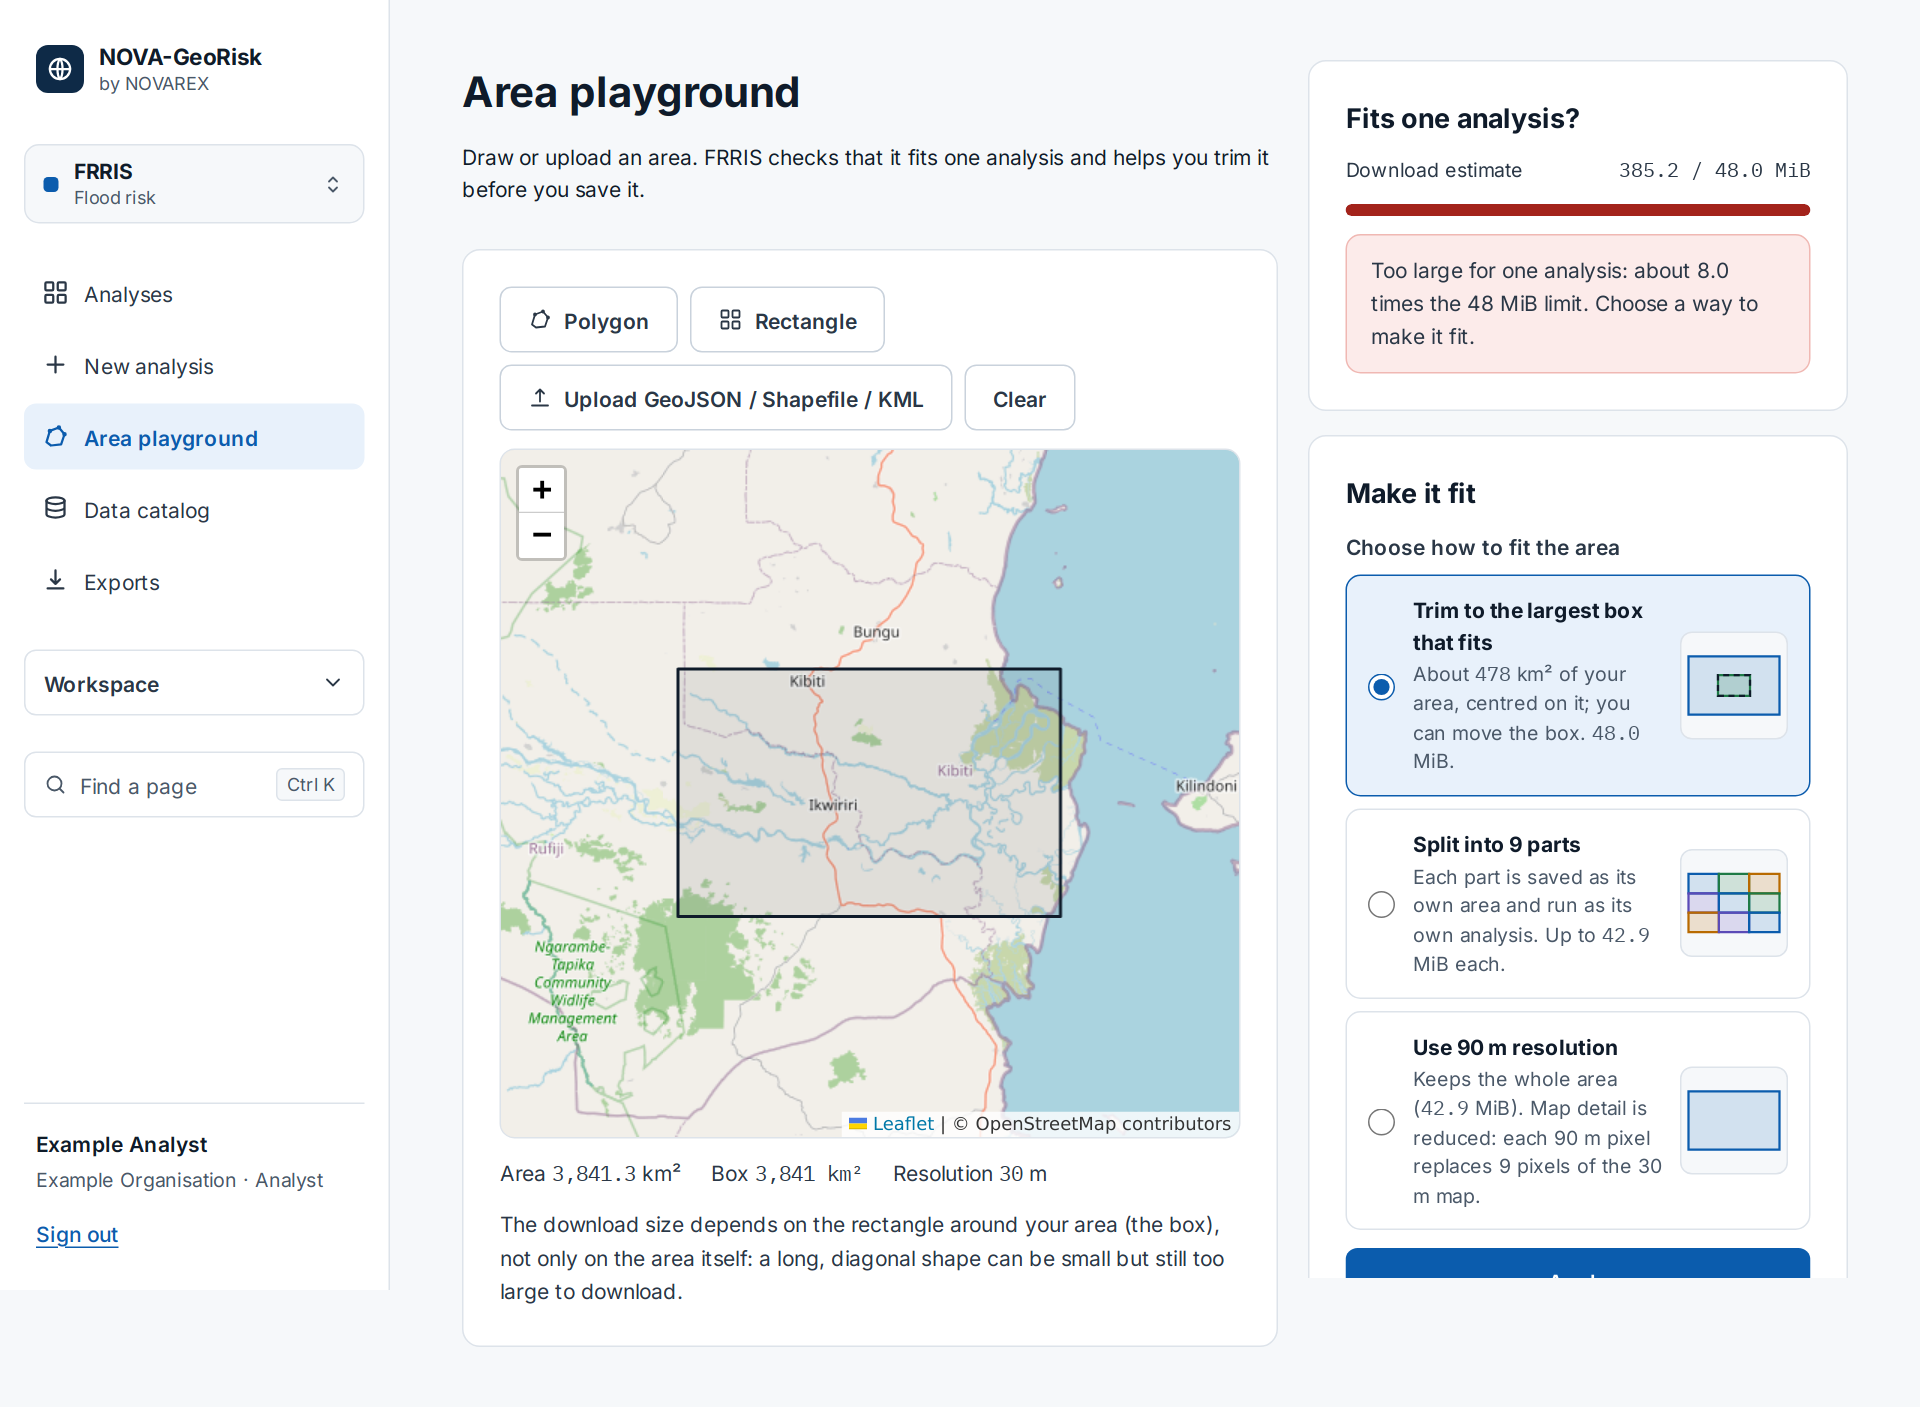 NOVA-GeoRisk
by NOVAREX
FRRIS
Flood risk
Analyses
New analysis
Area playground
Data catalog
Exports
Workspace
Find a page
Ctrl K
Example Analyst
Example Organisation · Analyst
Sign out
Area playground
Draw or upload an area. FRRIS checks that it fits one analysis and helps you trim it
before you save it.
Polygon
Rectangle
Upload GeoJSON / Shapefile / KML
Clear
+
−
Bungu
Kibiti
Kibiti
Kilindoni
Ikwiriri
Rufiji
Ngarambe-
Tapika
Community
Widlife
Management
Area
Leaflet | © OpenStreetMap contributors
Area 3,841.3 km²
Box 3,841 km²
Resolution 30 m
The download size depends on the rectangle around your area (the box),
not only on the area itself: a long, diagonal shape can be small but still too
large to download.
Fits one analysis?
Download estimate
385.2 / 48.0 MiB
Too large for one analysis: about 8.0
times the 48 MiB limit. Choose a way to
make it fit.
Make it fit
Choose how to fit the area
Trim to the largest box
that fits
About 478 km² of your
area, centred on it; you
can move the box. 48.0
MiB.
Split into 9 parts
Each part is saved as its
own area and run as its
own analysis. Up to 42.9
MiB each.
Use 90 m resolution
Keeps the whole area
(42.9 MiB). Map detail is
reduced: each 90 m pixel
replaces 9 pixels of the 30
m map.